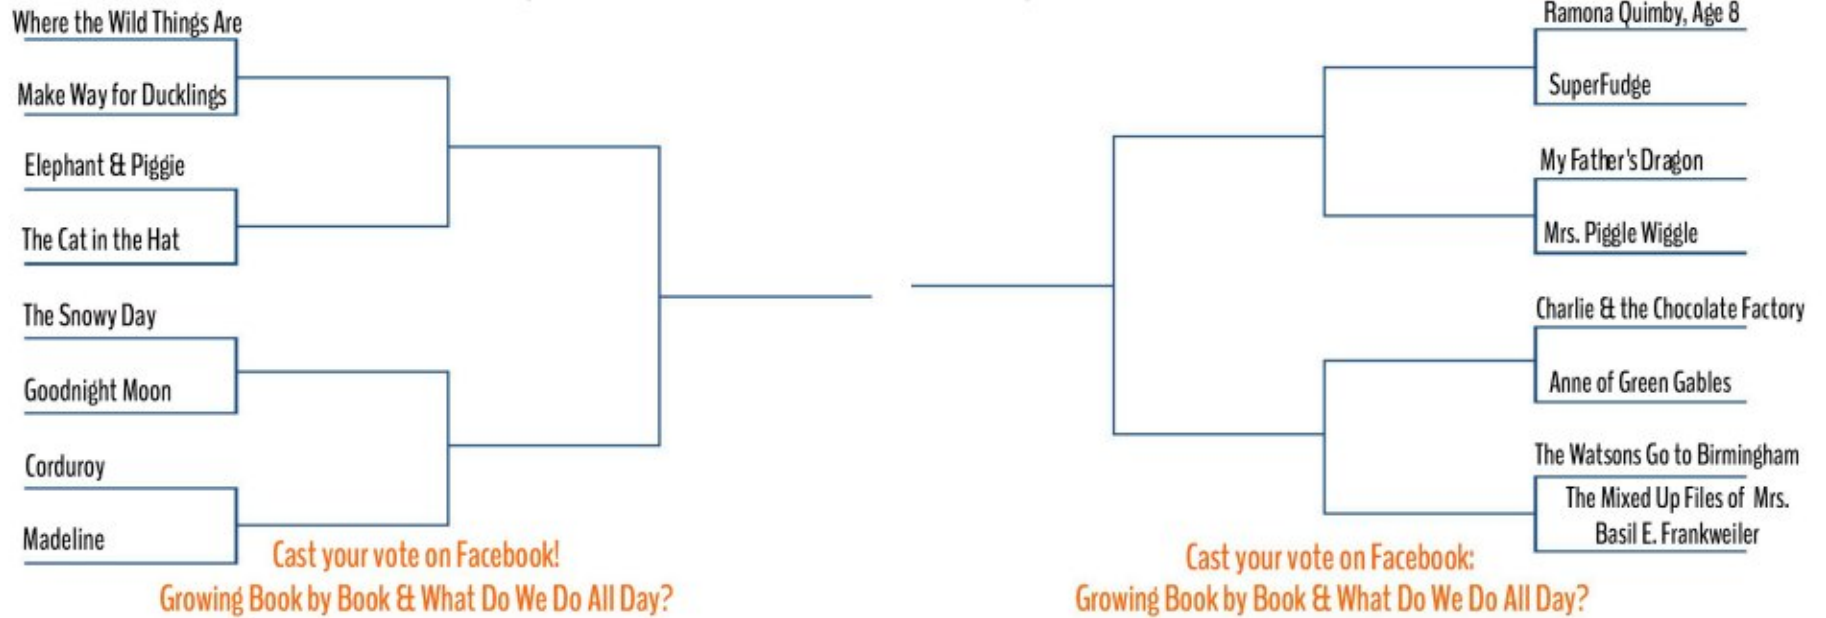 Where the Wild Things Are
Make Way for Ducklings
Elephant & Piggie
The Cat in the Hat
The Snowy Day
Goodnight Moon
Corduroy
Madeline
Cast your vote on Facebook!
Growing Book by Book & What Do We Do All Day?
Ramona Quimby, Age 8
SuperFudge
My Father's Dragon
Mrs. Piggle Wiggle
Charlie & the Chocolate Factory
Anne of Green Gables
The Watsons Go to Birmingham
The Mixed Up Files of Mrs.
Basil E. Frankweiler
Cast your vote on Facebook:
Growing Book by Book & What Do We Do All Day?